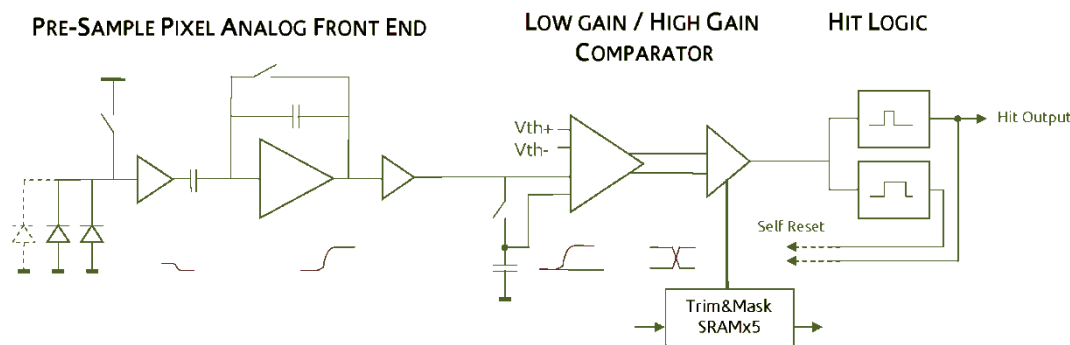 PRE-SAMPLE PIXEL ANALOG FRONT END
LOW GAIN / HIGH GAIN
COMPARATOR
HIT LOGIC
Vth+
Vth-
Hit Output
Self Reset
Trim&Mask
SRAMx5